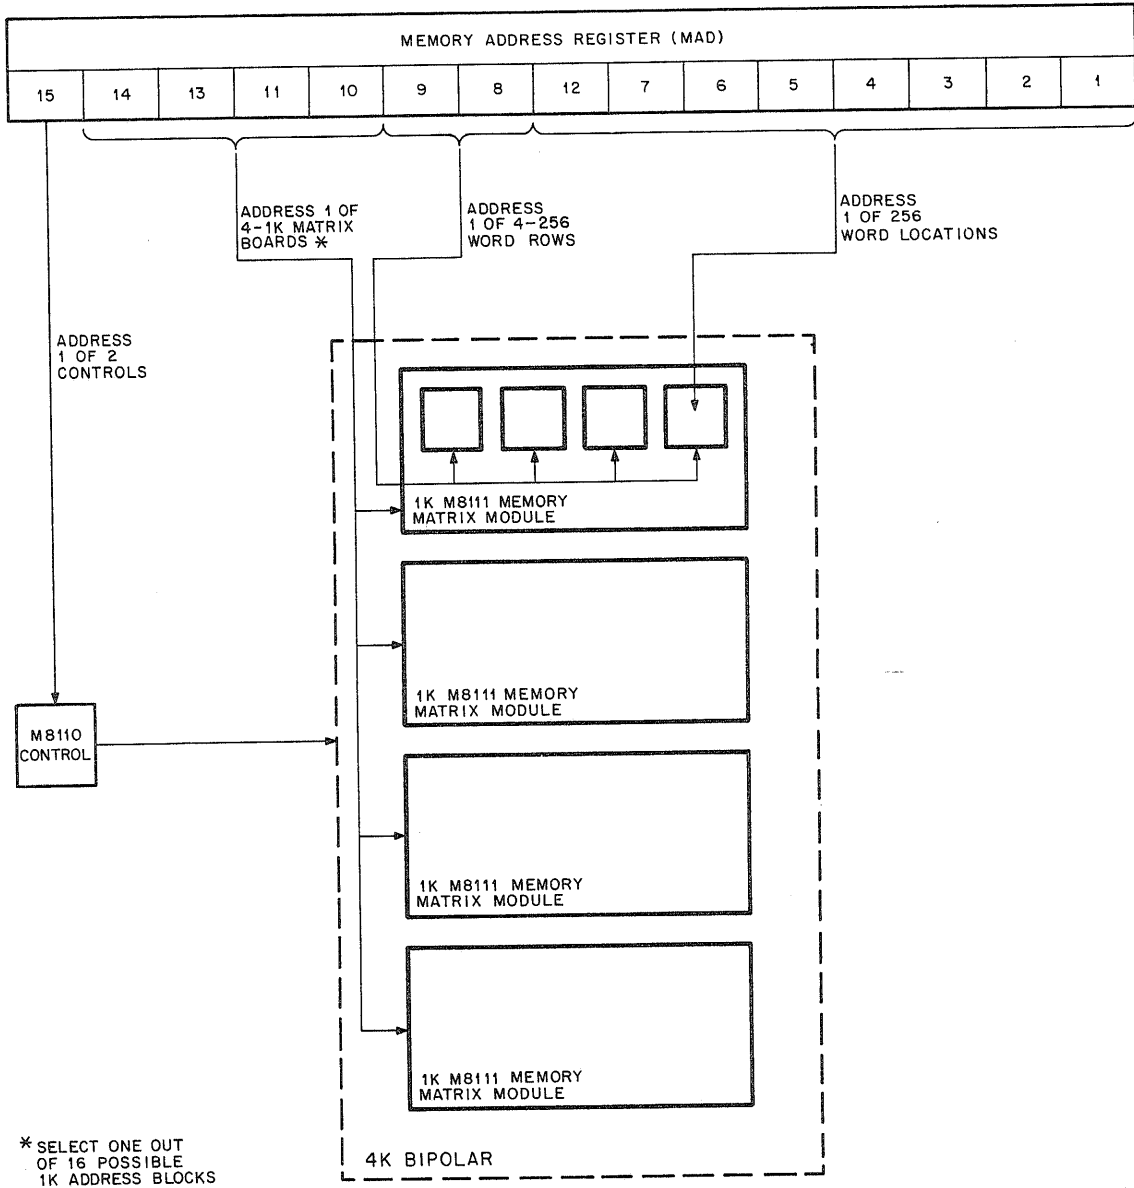 MEMORY ADDRESS REGISTER (MAD)
15 14 13 11 10 9 8 12 7 6 5 4 3 2 1
ADDRESS 1 OF
4-1K MATRIX
BOARDS *
ADDRESS
1 OF 4-256
WORD ROWS
ADDRESS
1 OF 256
WORD LOCATIONS
ADDRESS
1 OF 2
CONTROLS
1K M8111 MEMORY
MATRIX MODULE
1K M8111 MEMORY
MATRIX MODULE
M8110
CONTROL
1K M8111 MEMORY
MATRIX MODULE
1K M8111 MEMORY
MATRIX MODULE
* SELECT ONE OUT
OF 16 POSSIBLE
1K ADDRESS BLOCKS
4K BIPOLAR